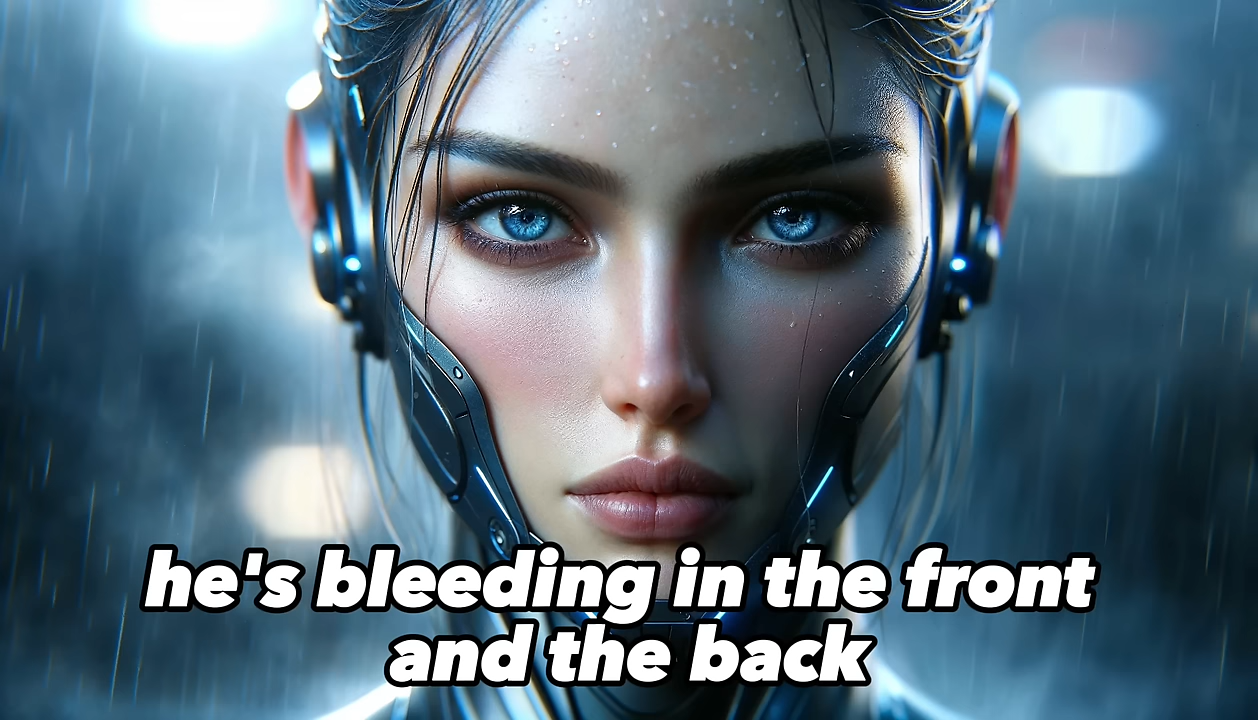 he's bleeding in the front
and the back